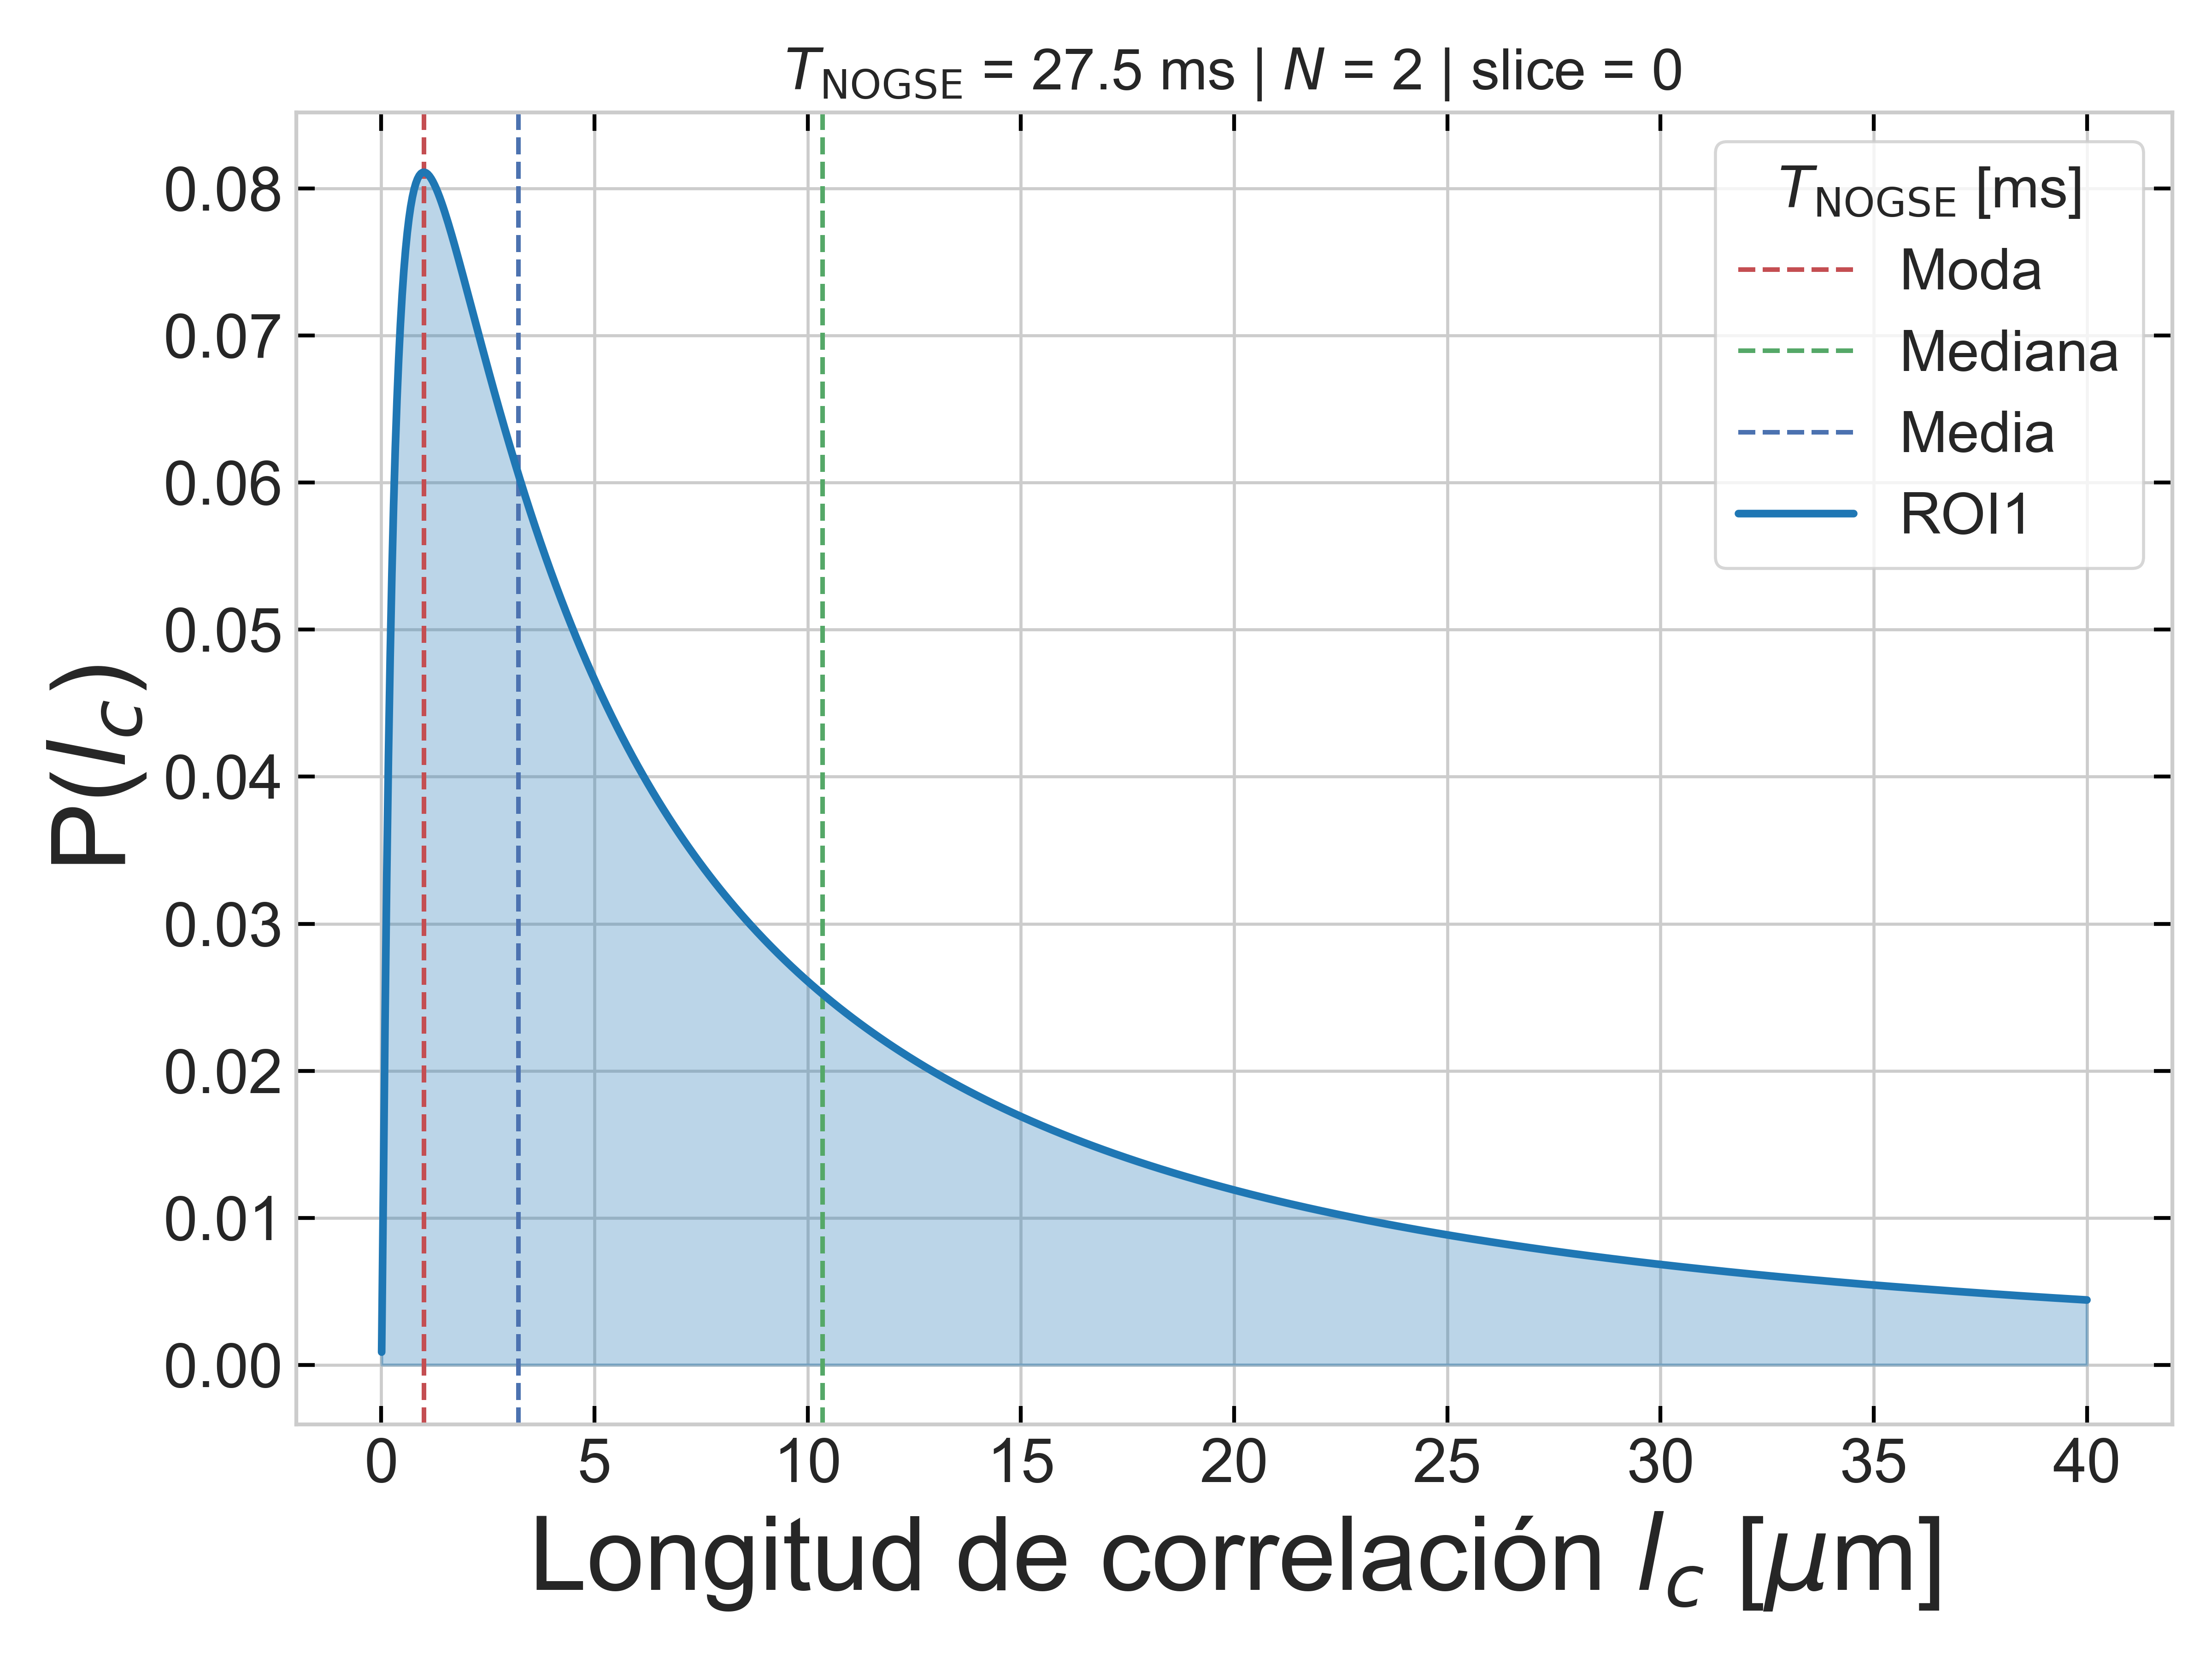 T_NOGSE = 27.5 ms | N = 2 | slice = 0
T_NOGSE [ms]
Moda
Mediana
Media
ROI1
P(l_c)
0.08
0.07
0.06
0.05
0.04
0.03
0.02
0.01
0.00
0 5 10 15 20 25 30 35 40
Longitud de correlación l_c [μm]